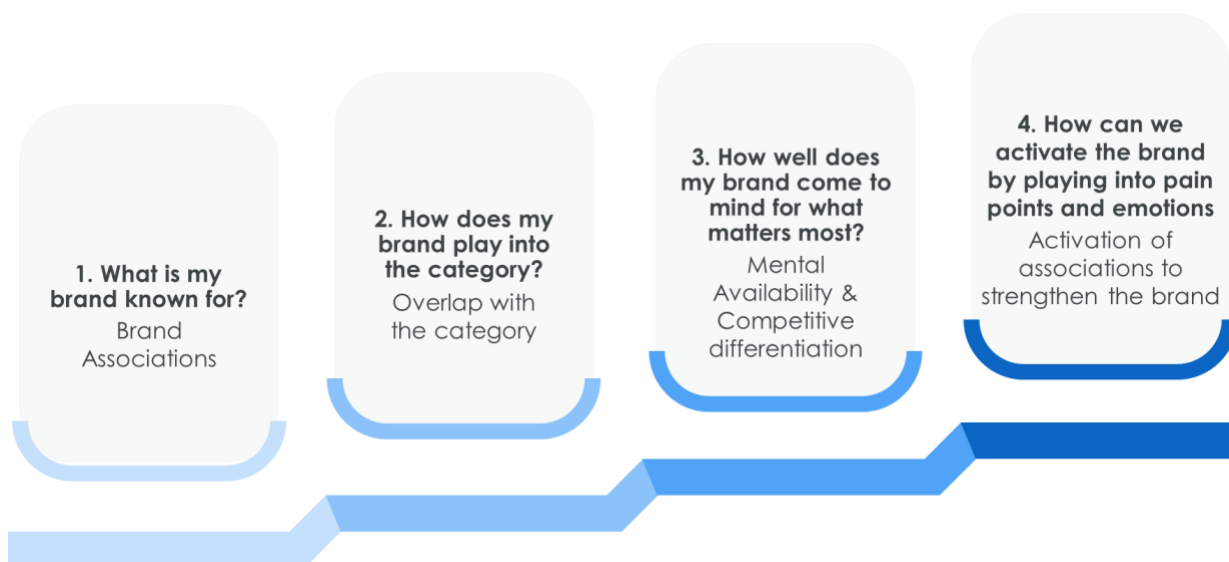 1. What is my
brand known for?
Brand
Associations
2. How does my
brand play into
the category?
Overlap with
the category
3. How well does
my brand come to
mind for what
matters most?
Mental
Availability &
Competitive
differentiation
4. How can we
activate the brand
by playing into pain
points and emotions
Activation of
associations to
strengthen the brand